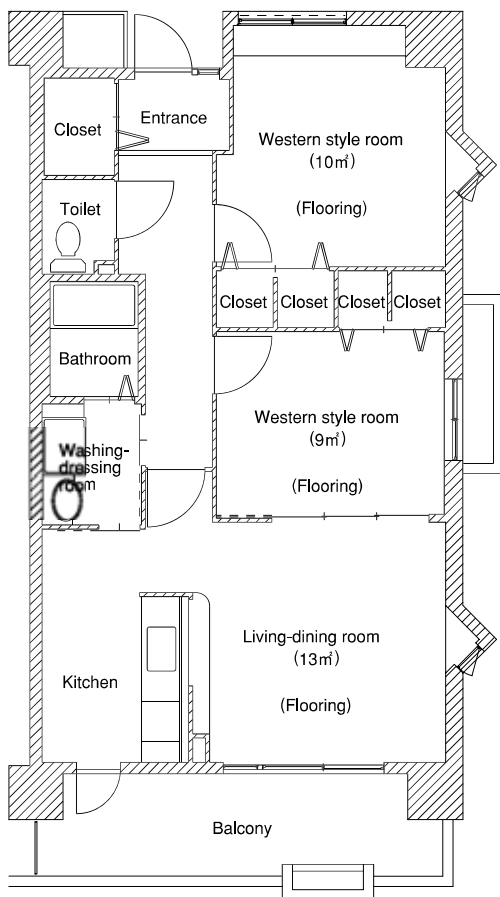 Entrance
Closet
Western style room
(10㎡)
(Flooring)
Toilet
Closet Closet Closet Closet
Bathroom
Western style room
(9㎡)
(Flooring)
Washing-
dressing
room
Living-dining room
(13㎡)
(Flooring)
Kitchen
Balcony